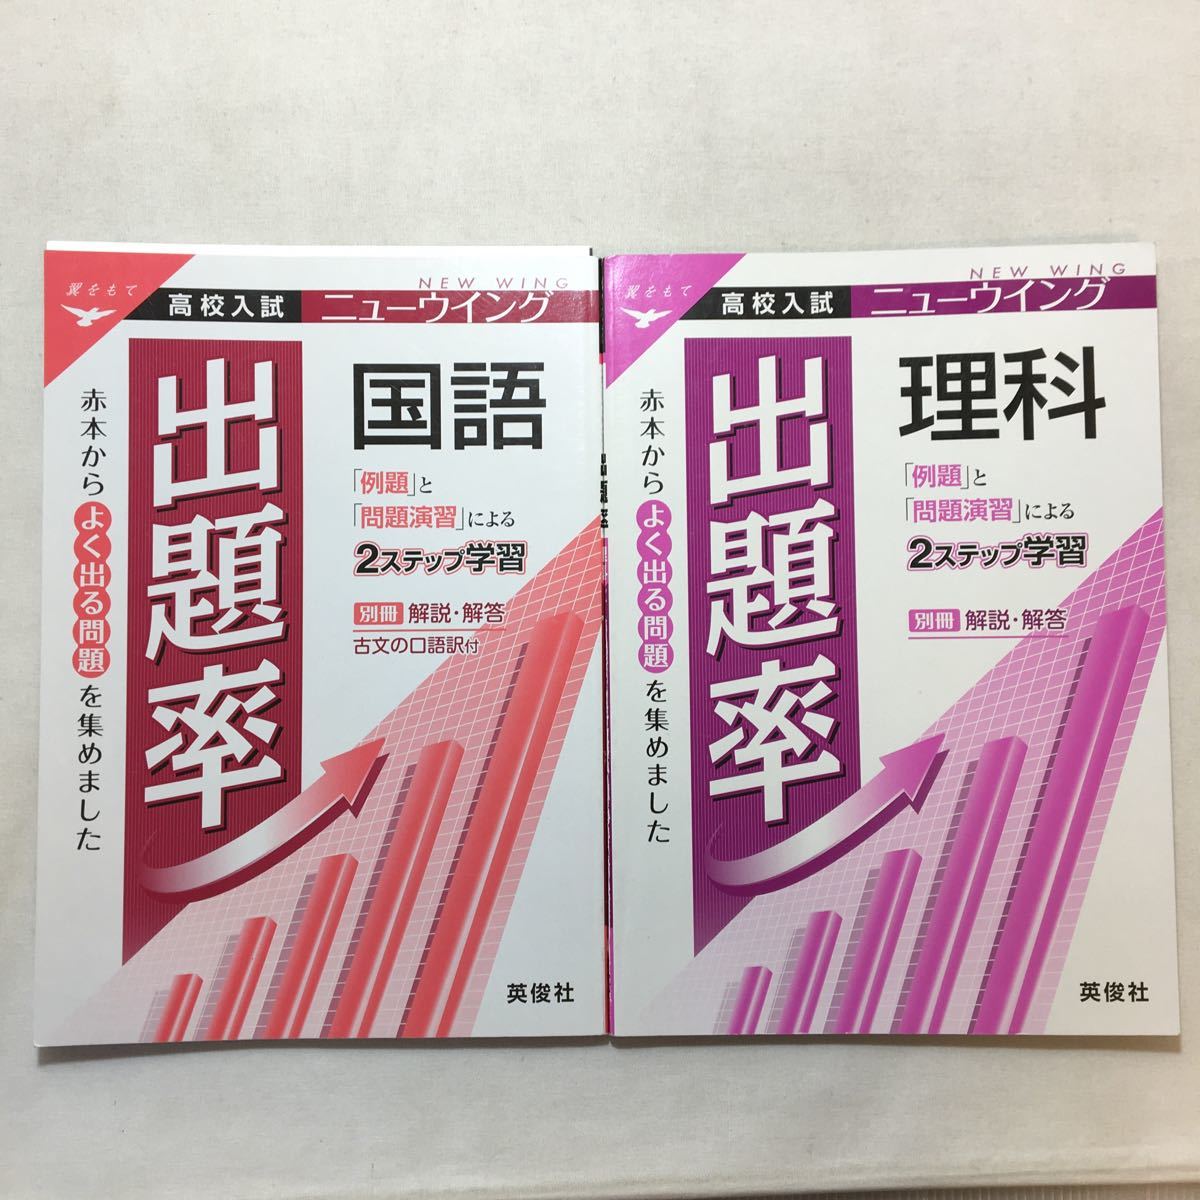 翼をもて
高校入試
NEW WING
ニューウイング
出題率
国語
「例題」と
「問題演習」による
2ステップ学習
別冊 解説・解答
古文の口語訳付
赤本からよく出る問題を集めました
英俊社
翼をもて
高校入試
NEW WING
ニューウイング
出題率
理科
「例題」と
「問題演習」による
2ステップ学習
別冊 解説・解答
赤本からよく出る問題を集めました
英俊社